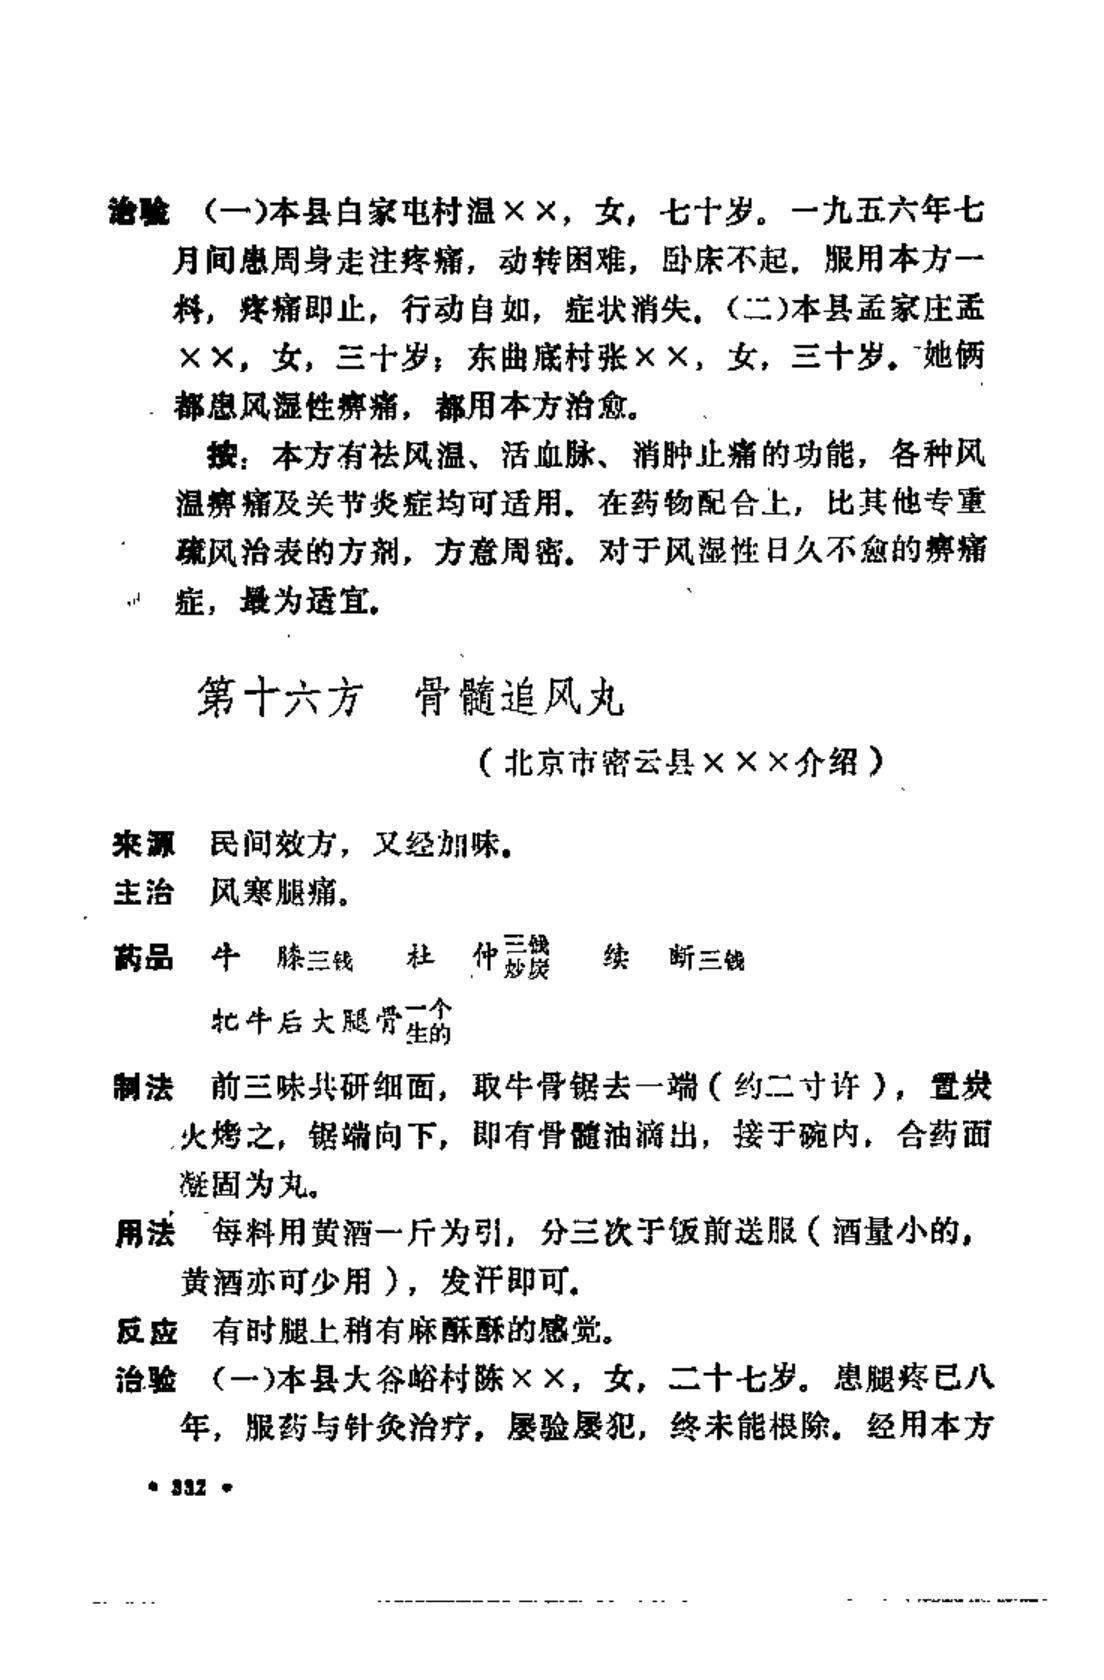 治验 （一）本县白家屯村温××，女，七十岁。一九五六年七
月间患周身走注疼痛，动转困难，卧床不起。服用本方一
料，疼痛即止，行动自如，症状消失。（二）本县孟家庄孟
××，女，三十岁；东曲底村张××，女，三十岁。她俩
都患风湿性痹痛，都用本方治愈。
按：本方有祛风温、活血脉、消肿止痛的功能，各种风
温痹痛及关节炎症均可适用。在药物配合上，比其他专重
疏风治表的方剂，方意周密。对于风湿性日久不愈的痹痛
症，最为适宜。
第十六方 骨髓追风丸
（北京市密云县×××介绍）
来源 民间效方，又经加味。
主治 风寒腿痛。
药品 牛 膝三钱 杜 仲三钱炒炭 续 断三钱
牤牛后大腿骨一个生的
制法 前三味共研细面，取牛骨锯去一端（约二寸许），置炭
火烤之，锯端向下，即有骨髓油滴出，接于碗内，合药面
凝固为丸。
用法 每料用黄酒一斤为引，分三次于饭前送服（酒量小的，
黄酒亦可少用），发汗即可。
反应 有时腿上稍有麻酥酥的感觉。
治验 （一）本县大谷峪村陈××，女，二十七岁。患腿疼已八
年，服药与针灸治疗，屡验屡犯，终未能根除。经用本方
• 332 •